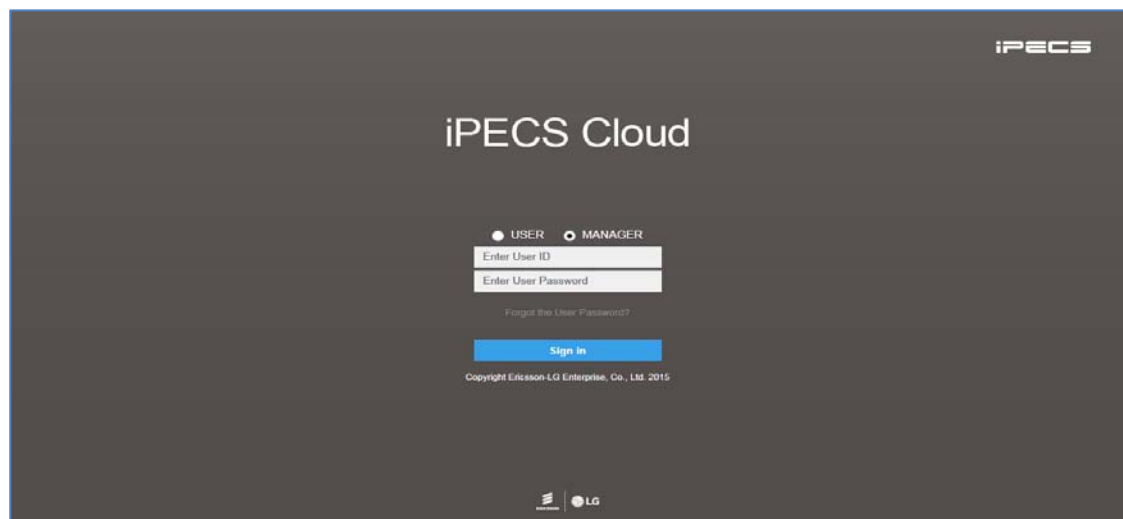 iPECS
iPECS Cloud
USER MANAGER
Enter User ID
Enter User Password
Forgot the User Password?
Sign in
Copyright Ericsson-LG Enterprise, Co., Ltd. 2015
ERICSSON LG